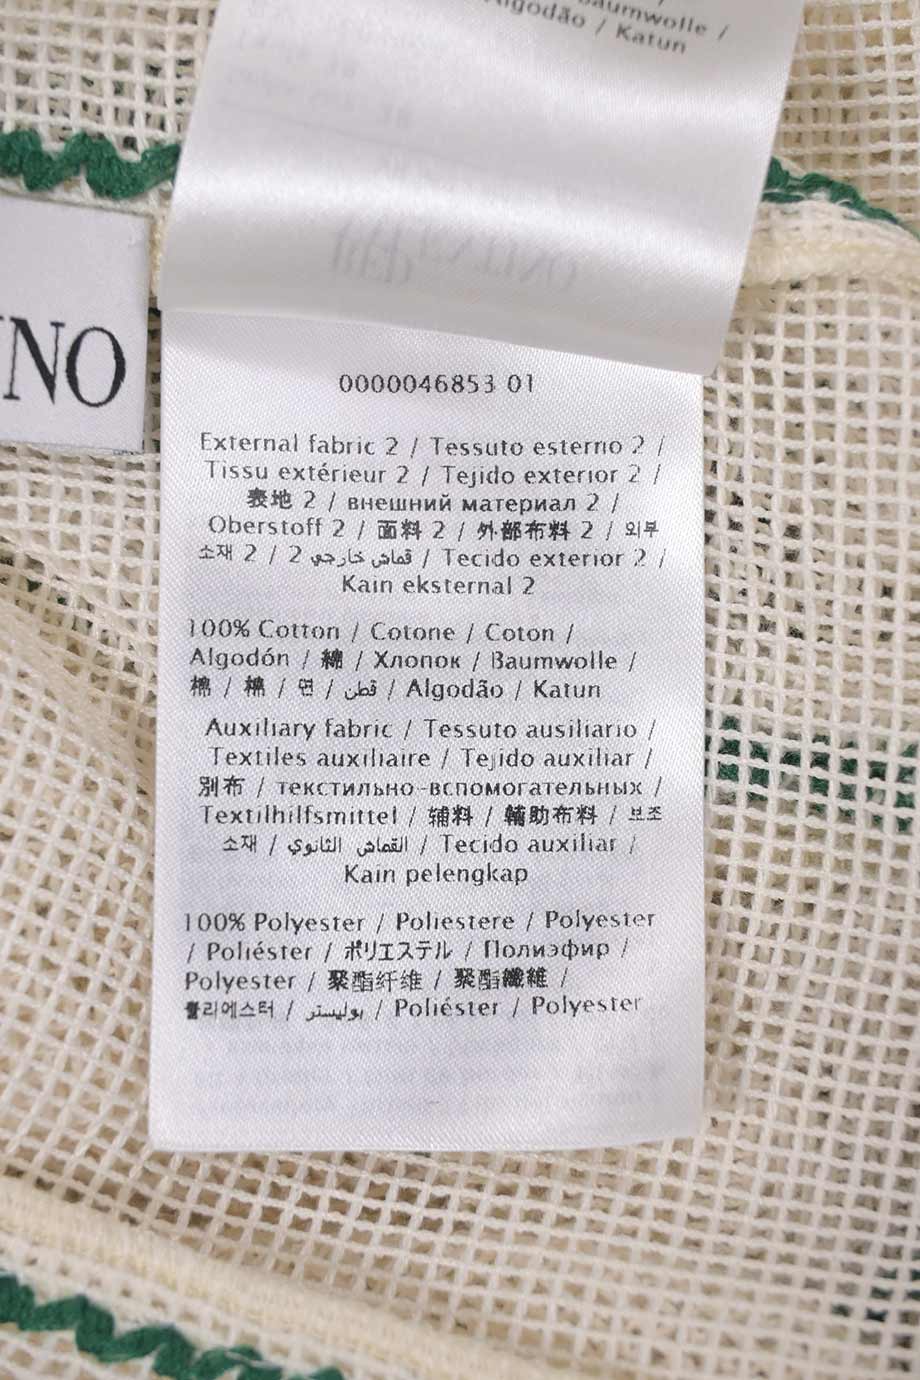 Baumwolle /
Algodão / Katun
NO
0000046853 01
External fabric 2 / Tessuto esterno 2 /
Tissu extérieur 2 / Tejido exterior 2 /
表地 2 / внешний материал 2 /
Oberstoff 2 / 面料 2 / 外部布料 2 / 외부
소재 2 / قماش خارجي 2 / Tecido exterior 2 /
Kain eksternal 2
100% Cotton / Cotone / Coton /
Algodón / 綿 / Хлопок / Baumwolle /
棉 / 棉 / 면 / قطن / Algodão / Katun
Auxiliary fabric / Tessuto ausiliario /
Textiles auxiliaire / Tejido auxiliar /
別布 / текстильно-вспомогательных /
Textilhilfsmittel / 辅料 / 輔助布料 / 보조
소재 / القماش الثانوي / Tecido auxiliar /
Kain pelengkap
100% Polyester / Poliestere / Polyester
/ Poliéster / ポリエステル / Полиэфир /
Polyester / 聚酯纤维 / 聚酯纖維 /
폴리에스터 / بوليستر / Poliéster / Polyester